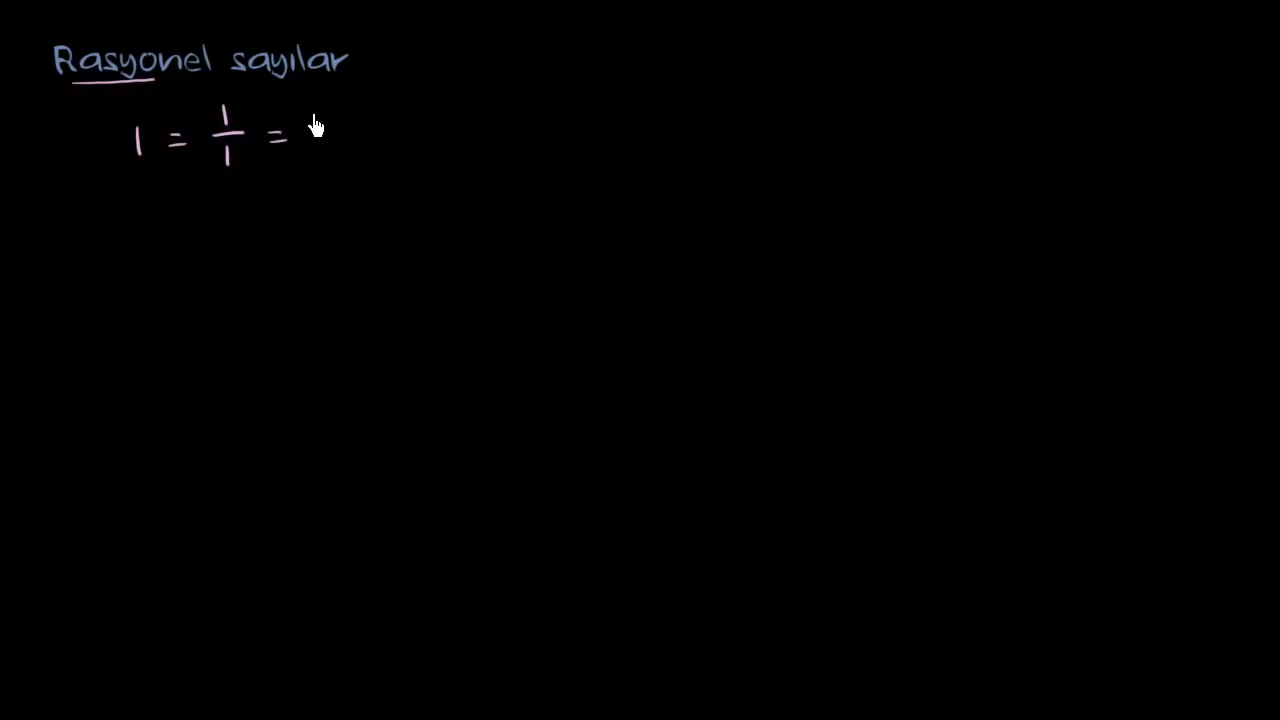 Rasyonel sayılar
1 = 1/1 =